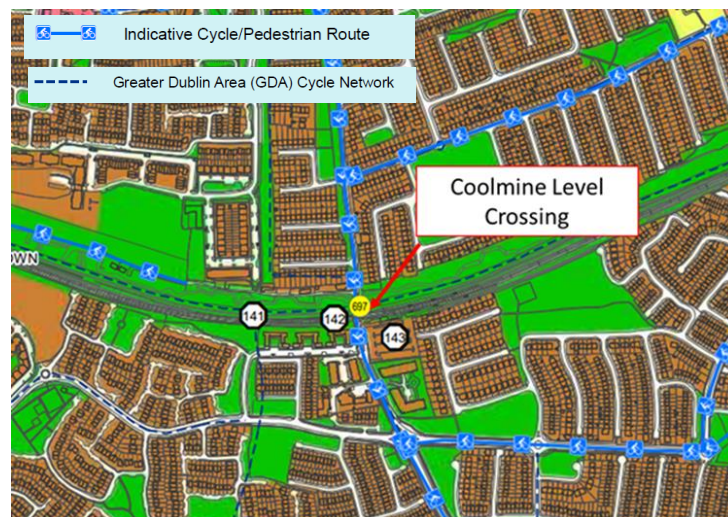 Indicative Cycle/Pedestrian Route
Greater Dublin Area (GDA) Cycle Network
Coolmine Level
Crossing
OWN
141
142
697
143